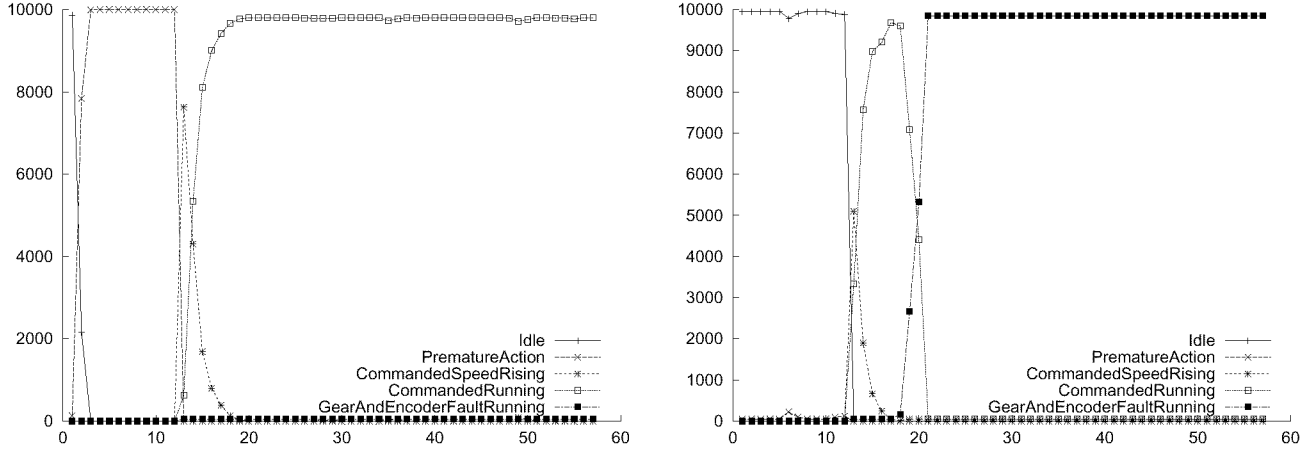 10000
8000
6000
4000
2000
0
Idle
PrematureAction
CommandedSpeedRising
CommandedRunning
GearAndEncoderFaultRunning
0 10 20 30 40 50 60
10000
9000
8000
7000
6000
5000
4000
3000
2000
1000
0
Idle
PrematureAction
CommandedSpeedRising
CommandedRunning
GearAndEncoderFaultRunning
0 10 20 30 40 50 60